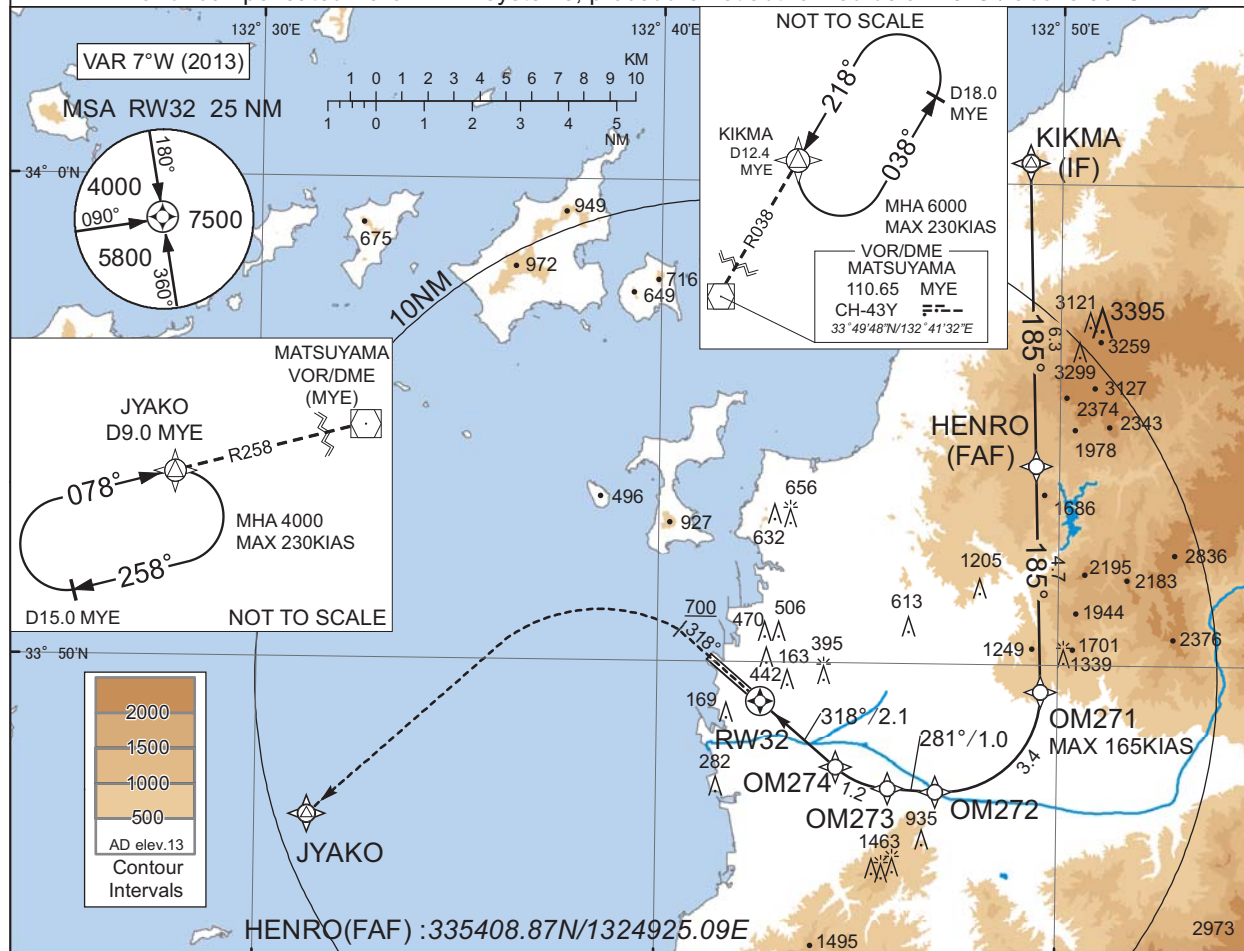 132° 30'E
132° 40'E
132° 50'E
VAR 7°W (2013)
KM
1 0 1 2 3 4 5 6 7 8 9 10
1 0 1 2 3 4 5
NM
MSA RW32 25 NM
180°
4000
090°
7500
5800
360°
34° 0'N
NOT TO SCALE
218°
D18.0
MYE
KIKMA
D12.4
MYE
038°
R038
MHA 6000
MAX 230KIAS
VOR/DME
MATSUYAMA
110.65 MYE
CH-43Y
33°49'48"N/132°41'32"E
KIKMA
(IF)
949
675
972
716
649
10NM
3121
3395
3259
3299
3127
2374
2343
1978
185°
6.3
HENRO
(FAF)
MATSUYAMA
VOR/DME
(MYE)
JYAKO
D9.0 MYE
R258
078°
MHA 4000
MAX 230KIAS
258°
D15.0 MYE
NOT TO SCALE
496
927
656
632
1686
185°
4.7
2836
2195
2183
1205
1944
613
2376
1249
1701
1339
700
318°
470
506
395
163
442
33° 50'N
169
RW32
318°/2.1
281°/1.0
OM271
MAX 165KIAS
3.4
282
OM274
1.2
OM273
OM272
935
1463
2000
1500
1000
500
AD elev.13
Contour
Intervals
JYAKO
HENRO(FAF) :335408.87N/1324925.09E
1495
2973